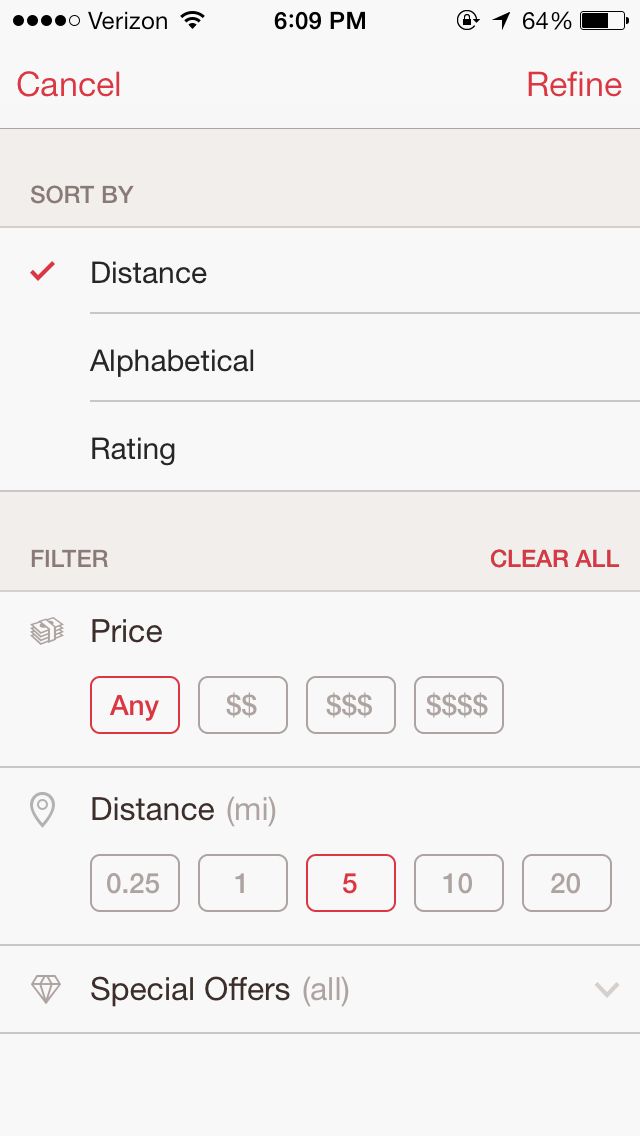 Verizon 6:09 PM 64%
Cancel Refine
SORT BY
Distance
Alphabetical
Rating
FILTER CLEAR ALL
Price
Any $$ $$$ $$$$
Distance (mi)
0.25 1 5 10 20
Special Offers (all)